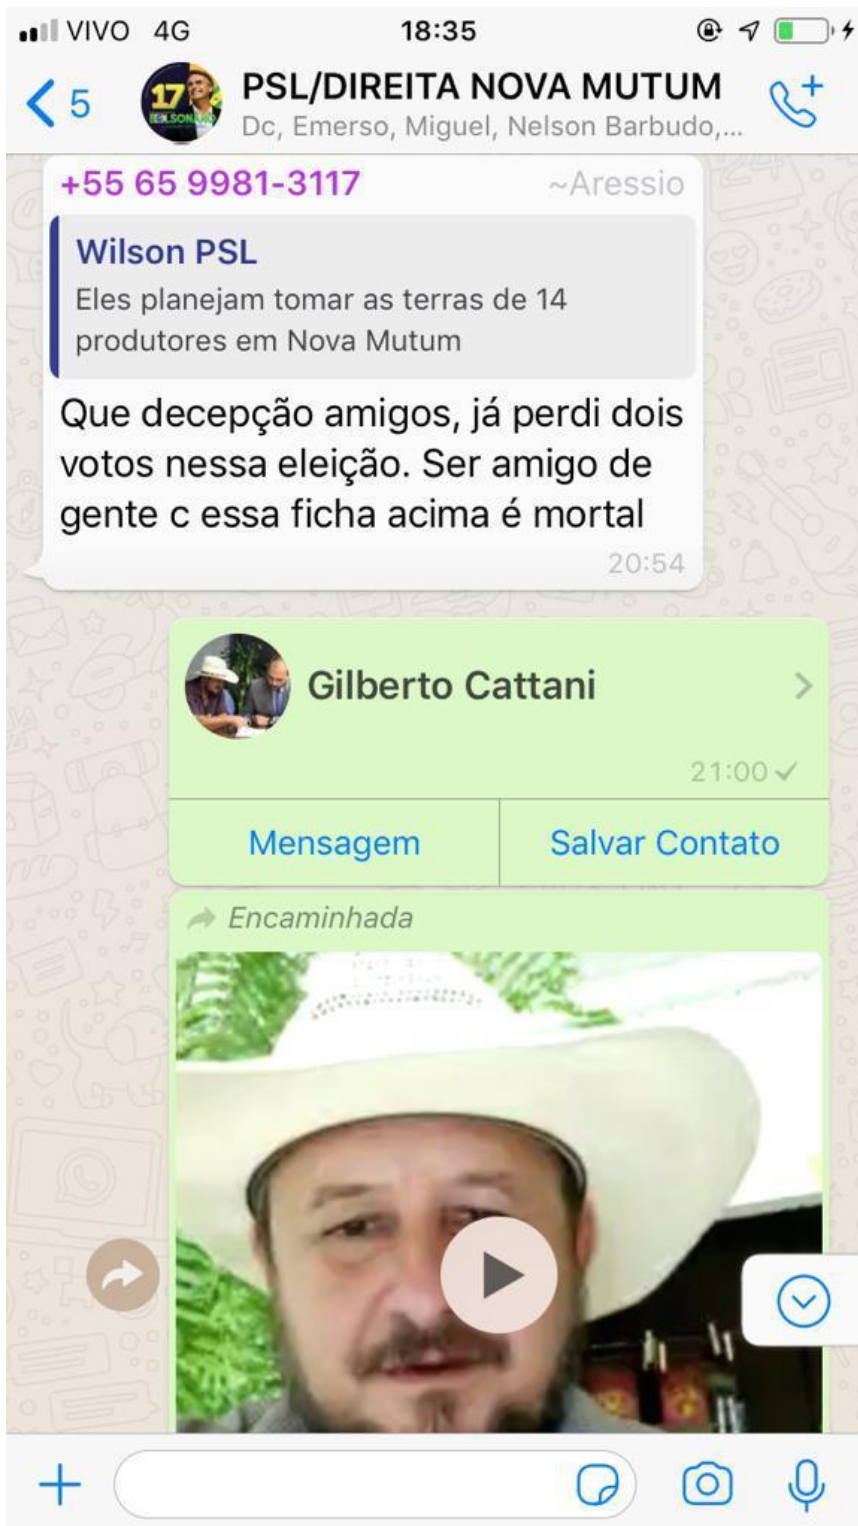 VIVO 4G 18:35
5
17
BOLSONARO
PSL/DIREITA NOVA MUTUM
Dc, Emerso, Miguel, Nelson Barbudo,...
+55 65 9981-3117 ~Aressio
Wilson PSL
Eles planejam tomar as terras de 14
produtores em Nova Mutum
Que decepção amigos, já perdi dois
votos nessa eleição. Ser amigo de
gente c essa ficha acima é mortal
20:54
Gilberto Cattani
21:00
Mensagem Salvar Contato
Encaminhada